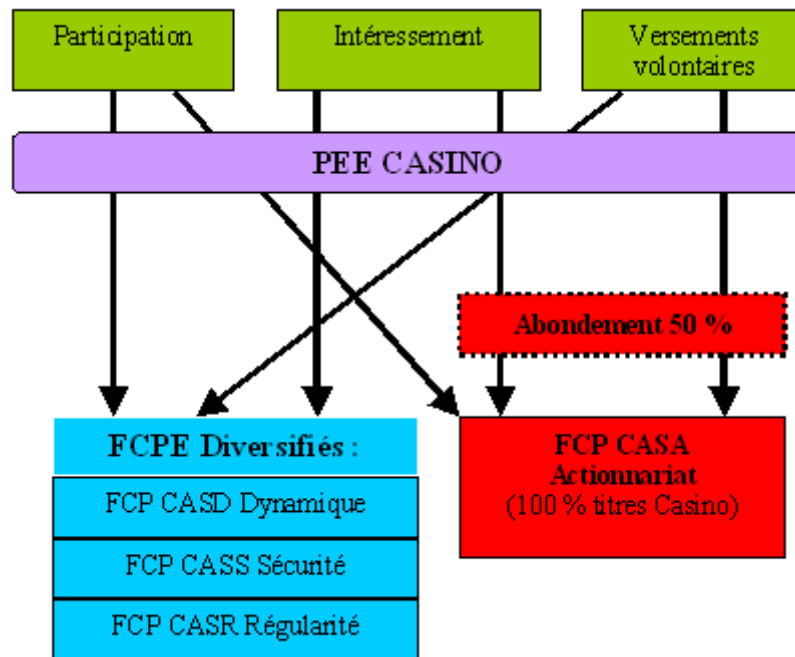 Participation
Intéressement
Versements
volontaires
PEE CASINO
Abondement 50 %
FCPE Diversifiés :
FCP CASD Dynamique
FCP CASS Sécurité
FCP CASR Régularité
FCP CASA
Actionnariat
(100 % titres Casino)